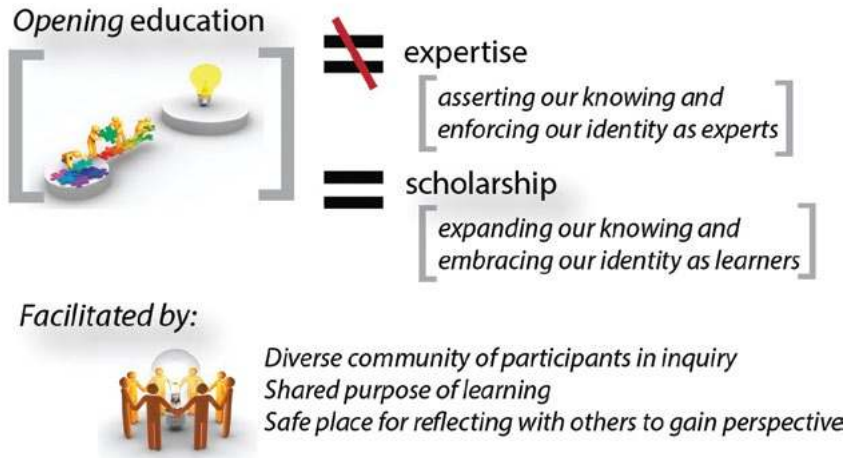 Opening education
expertise
asserting our knowing and
enforcing our identity as experts
scholarship
expanding our knowing and
embracing our identity as learners
Facilitated by:
Diverse community of participants in inquiry
Shared purpose of learning
Safe place for reflecting with others to gain perspective